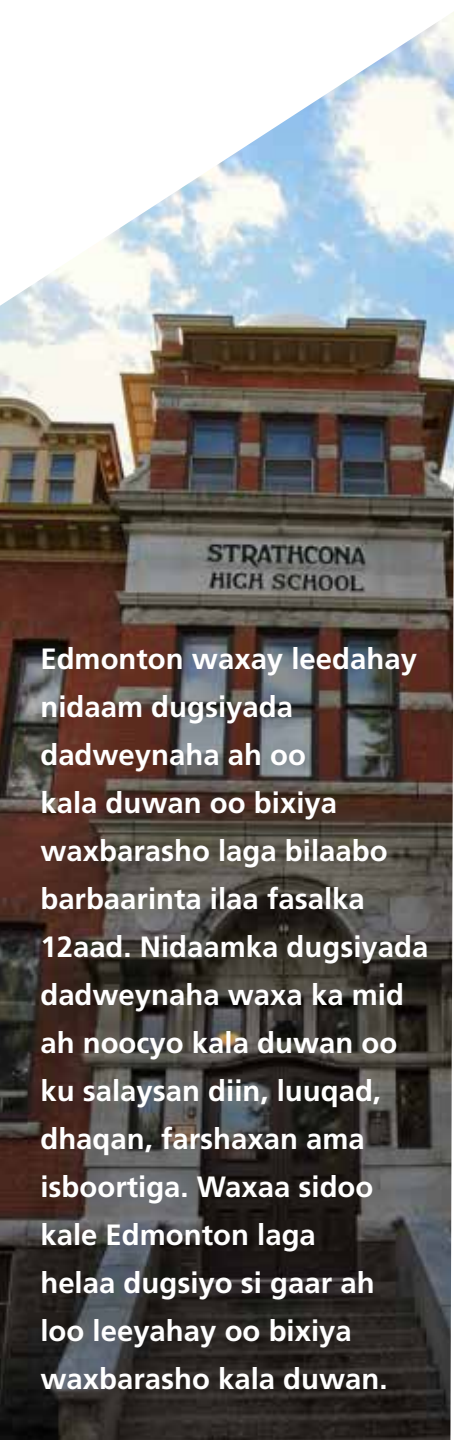 STRATHCONA
HIGH SCHOOL
Edmonton waxay leedahay
nidaam dugsiyada
dadweynaha ah oo
kala duwan oo bixiya
waxbarasho laga bilaabo
barbaarinta ilaa fasalka
12aad. Nidaamka dugsiyada
dadweynaha waxa ka mid
ah noocyo kala duwan oo
ku salaysan diin, luuqad,
dhaqan, farshaxan ama
isboortiga. Waxaa sidoo
kale Edmonton laga
helaa dugsiyo si gaar ah
loo leeyahay oo bixiya
waxbarasho kala duwan.